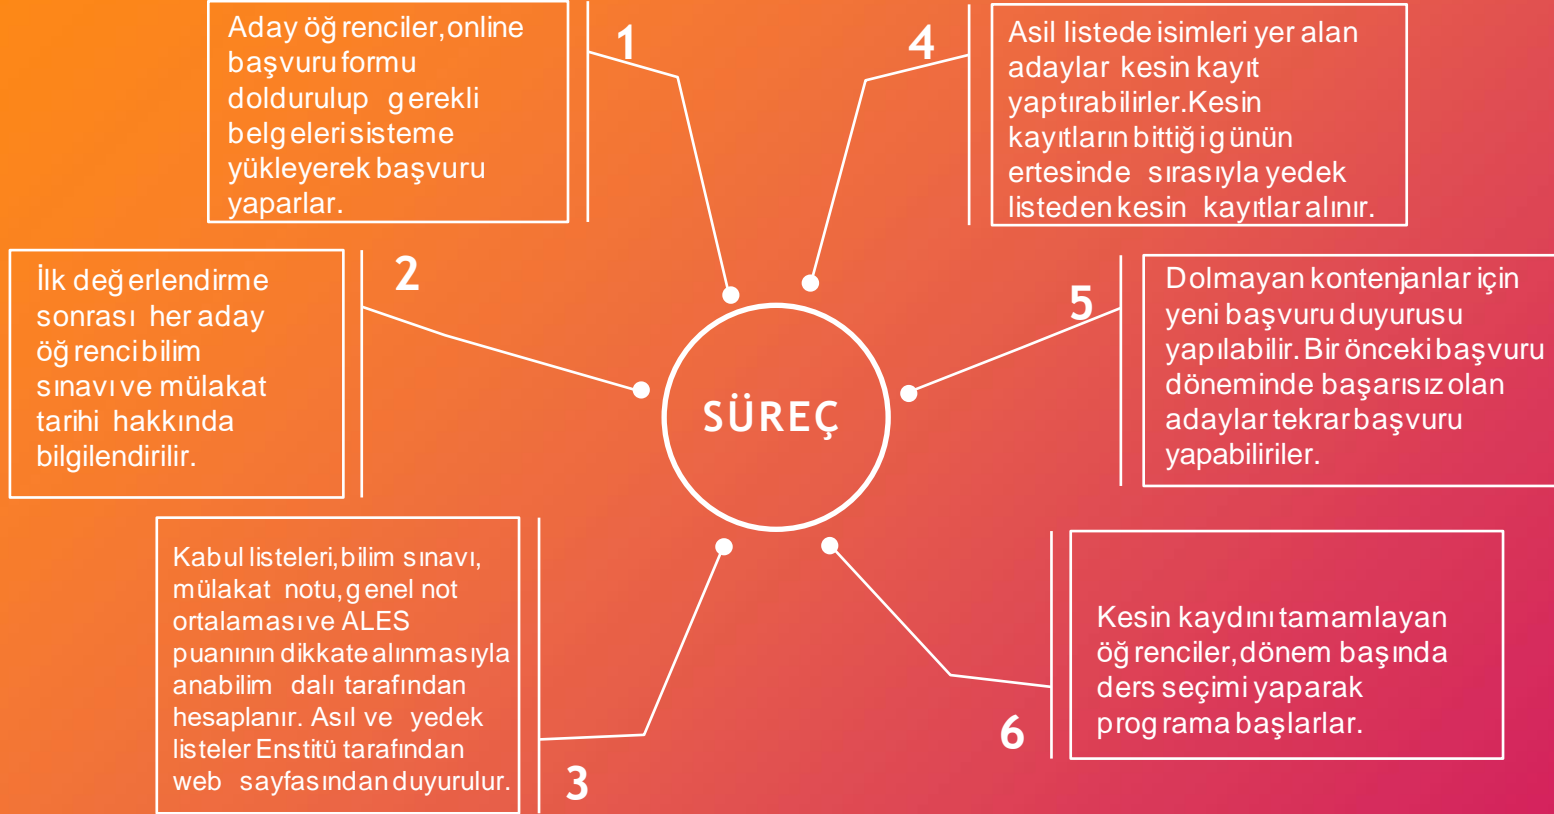 Aday öğrenciler, online
başvuru formu
doldurulup gerekli
belgeleri sisteme
yükleyerek başvuru
yaparlar.
1
İlk değerlendirme
sonrası her aday
öğrenci bilim
sınavı ve mülakat
tarihi hakkında
bilgilendirilir.
2
Kabul listeleri, bilim sınavı,
mülakat notu, genel not
ortalaması ve ALES
puanının dikkate alınmasıyla
anabilim dalı tarafından
hesaplanır. Asıl ve yedek
listeler Enstitü tarafından
web sayfasından duyurulur.
3
SÜREÇ
4
Asil listede isimleri yer alan
adaylar kesin kayıt
yaptırabilirler.Kesin
kayıtların bittiği günün
ertesinde sırasıyla yedek
listeden kesin kayıtlar alınır.
5
Dolmayan kontenjanlar için
yeni başvuru duyurusu
yapılabilir. Bir önceki başvuru
döneminde başarısız olan
adaylar tekrar başvuru
yapabiliriler.
6
Kesin kaydını tamamlayan
öğrenciler, dönem başında
ders seçimi yaparak
programa başlarlar.